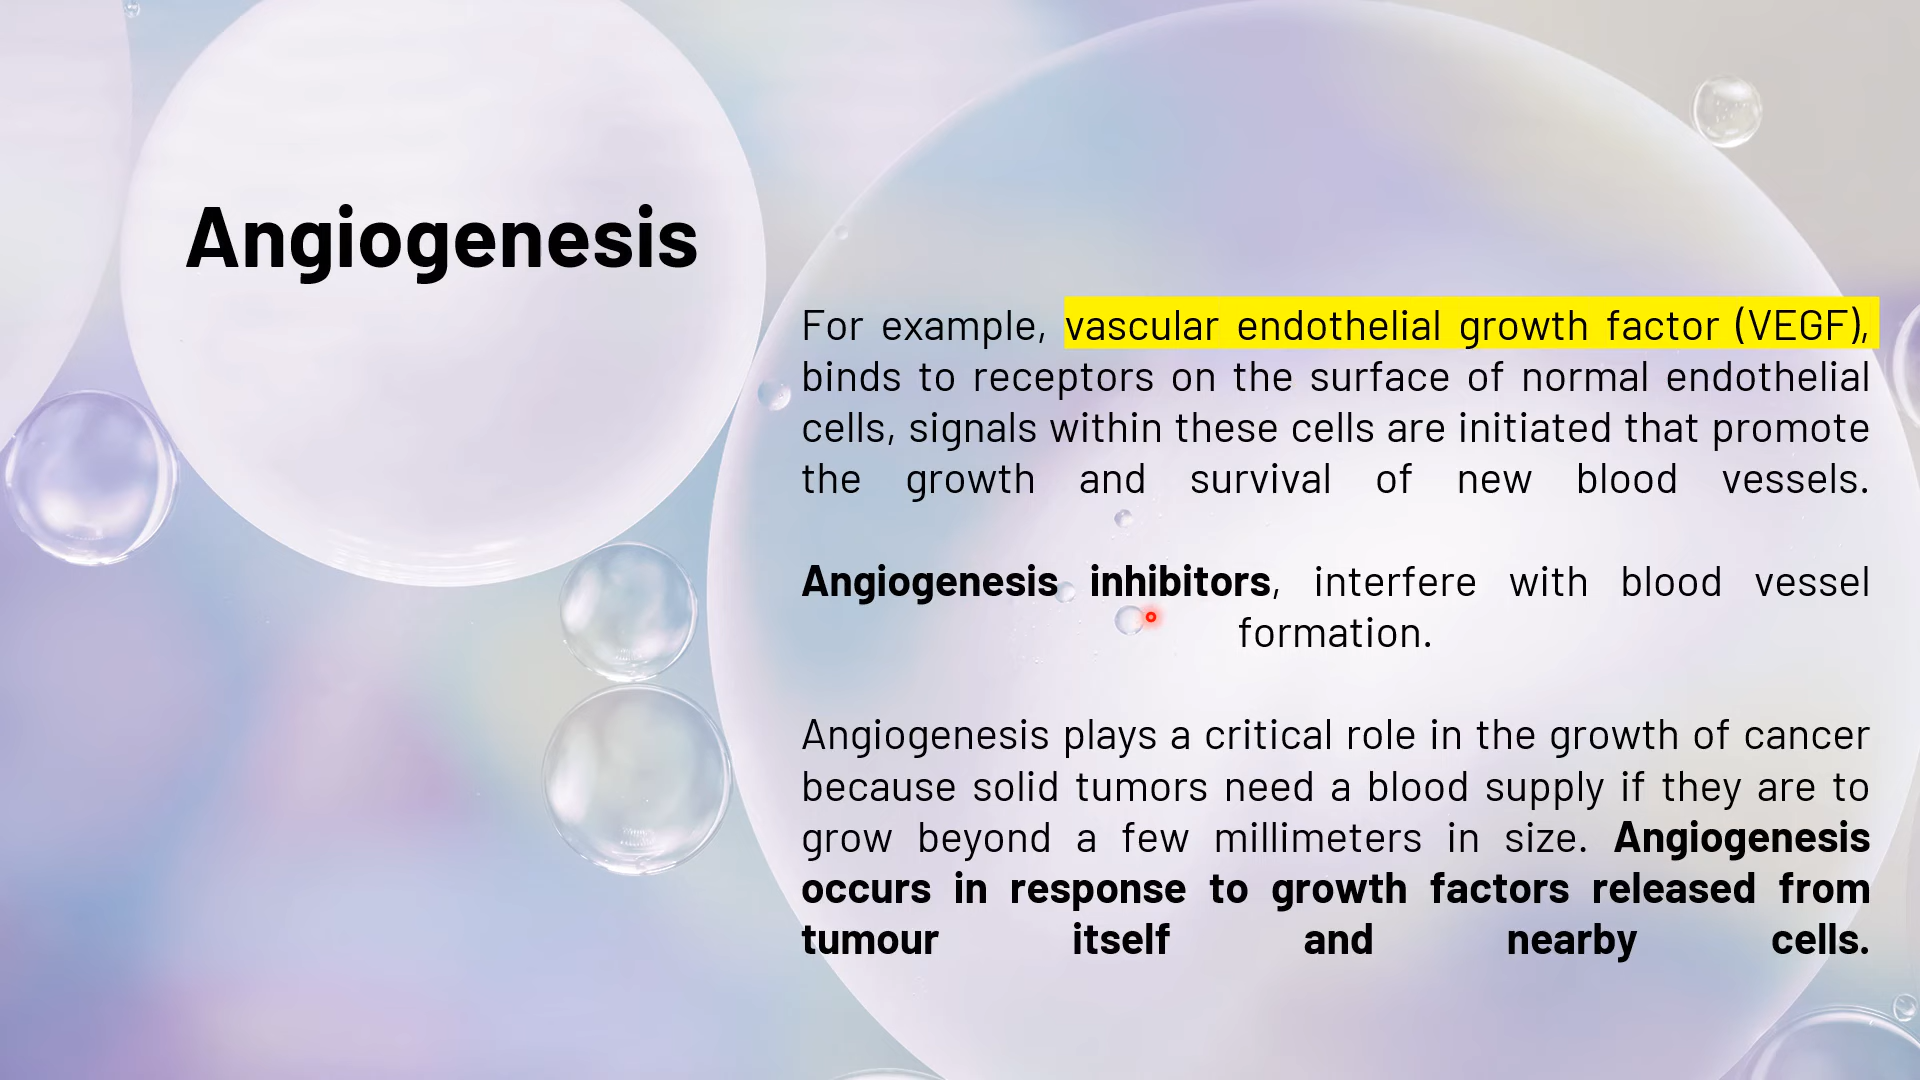 Angiogenesis
For example, vascular endothelial growth factor (VEGF),
binds to receptors on the surface of normal endothelial
cells, signals within these cells are initiated that promote
the growth and survival of new blood vessels.
Angiogenesis inhibitors, interfere with blood vessel
formation.
Angiogenesis plays a critical role in the growth of cancer
because solid tumors need a blood supply if they are to
grow beyond a few millimeters in size. Angiogenesis
occurs in response to growth factors released from
tumour itself and nearby cells.